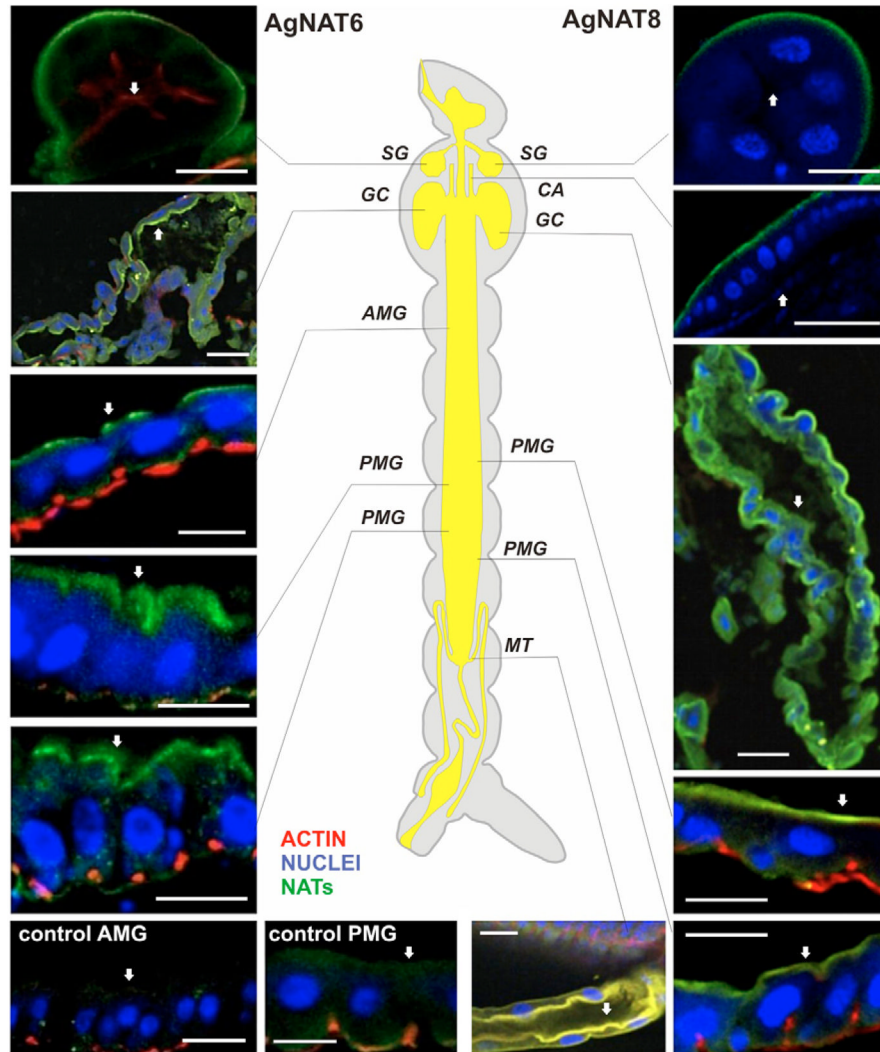 AgNAT6
AgNAT8
SG
SG
GC
CA
GC
AMG
PMG
PMG
PMG
PMG
MT
ACTIN
NUCLEI
NATs
control AMG
control PMG